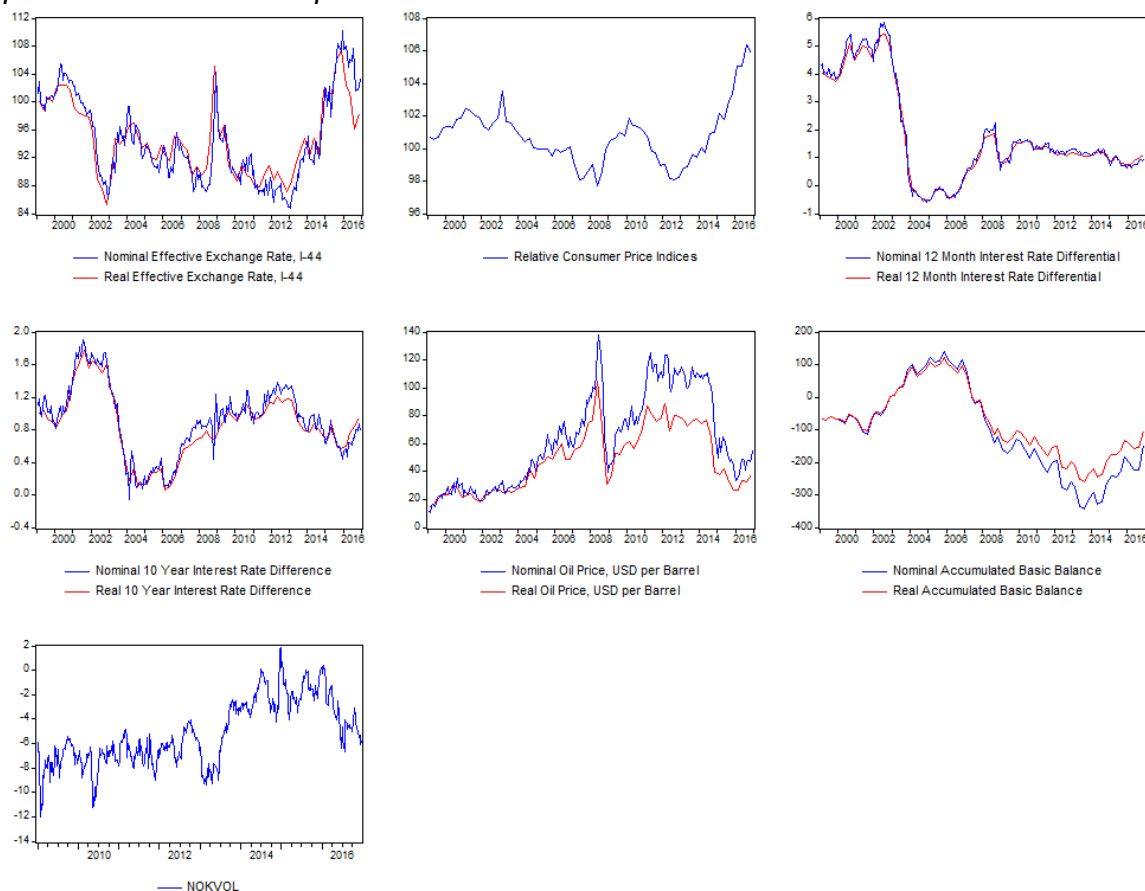 112
108
104
100
96
92
88
84
2000 2002 2004 2006 2008 2010 2012 2014 2016
Nominal Effective Exchange Rate, I-44
Real Effective Exchange Rate, I-44
108
106
104
102
100
98
96
2000 2002 2004 2006 2008 2010 2012 2014 2016
Relative Consumer Price Indices
6
5
4
3
2
1
0
-1
2000 2002 2004 2006 2008 2010 2012 2014 2016
Nominal 12 Month Interest Rate Differential
Real 12 Month Interest Rate Differential
2.0
1.6
1.2
0.8
0.4
0.0
-0.4
2000 2002 2004 2006 2008 2010 2012 2014 2016
Nominal 10 Year Interest Rate Difference
Real 10 Year Interest Rate Difference
140
120
100
80
60
40
20
0
2000 2002 2004 2006 2008 2010 2012 2014 2016
Nominal Oil Price, USD per Barrel
Real Oil Price, USD per Barrel
200
100
0
-100
-200
-300
-400
2000 2002 2004 2006 2008 2010 2012 2014 2016
Nominal Accumulated Basic Balance
Real Accumulated Basic Balance
2
0
-2
-4
-6
-8
-10
-12
-14
2010 2012 2014 2016
NOKVOL